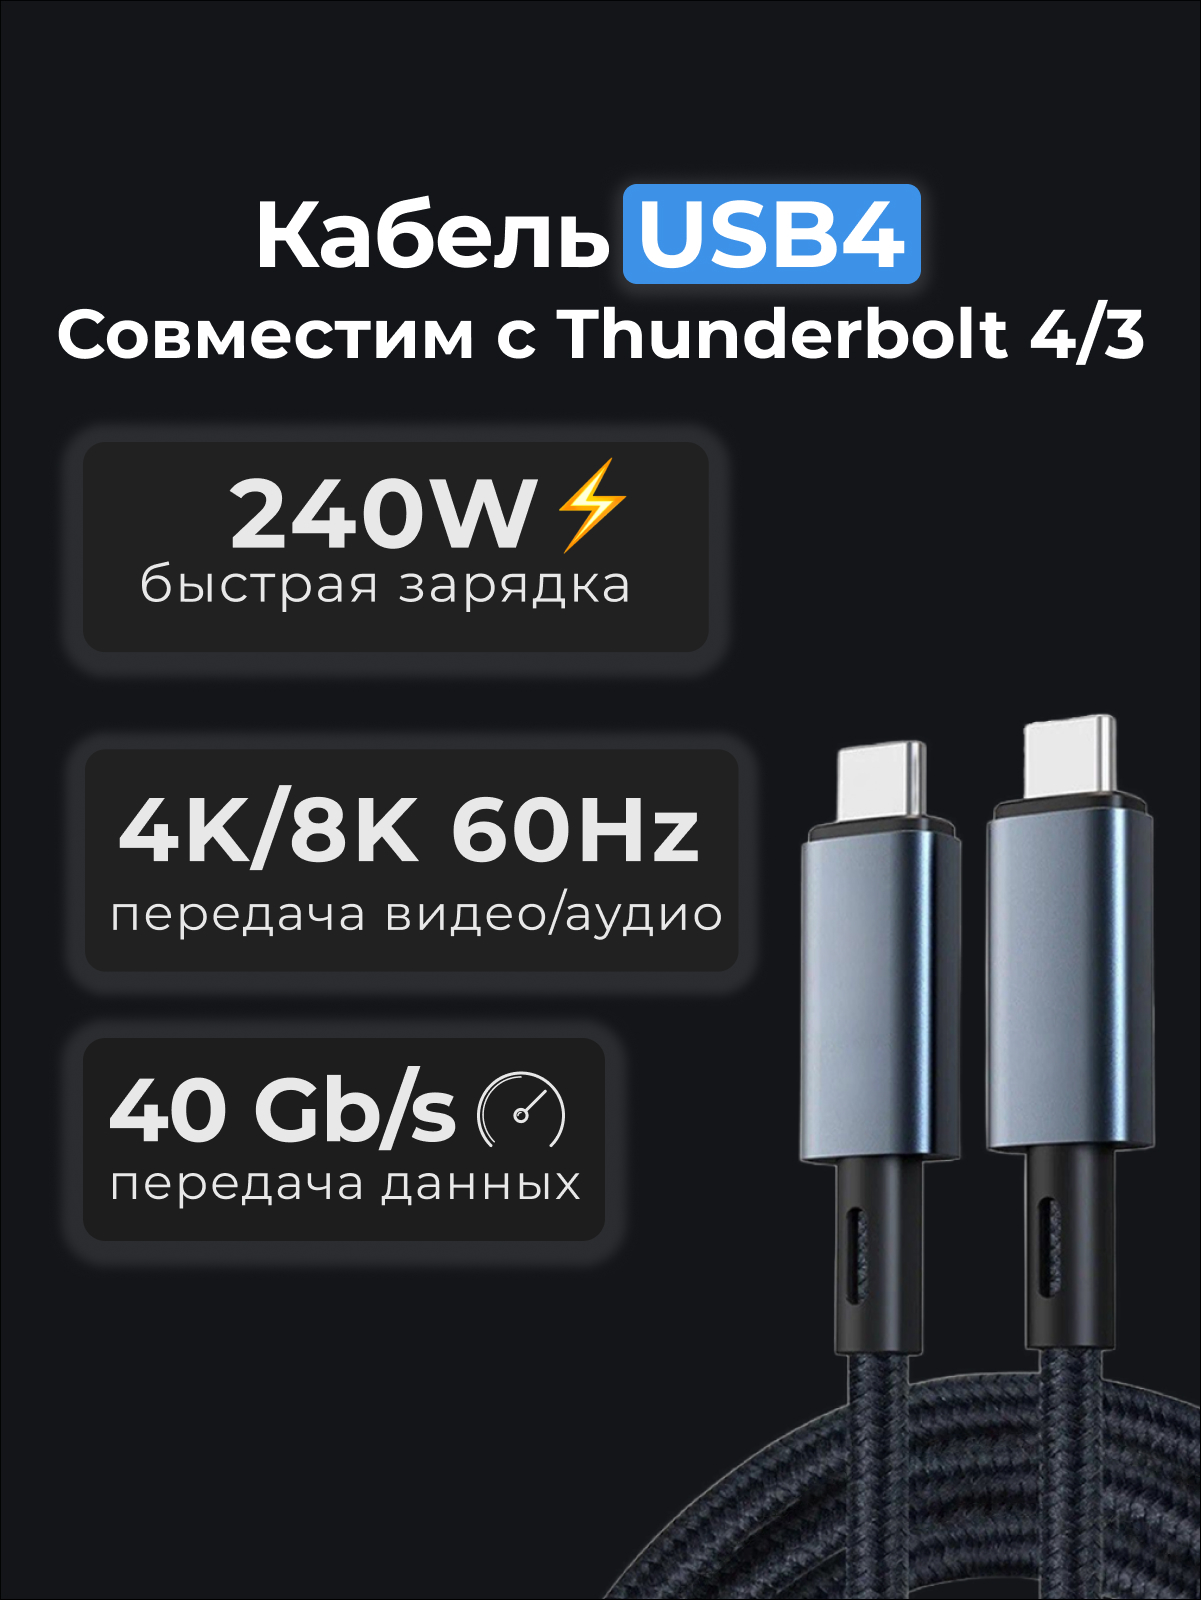 Кабель USB4
Совместим с Thunderbolt 4/3
240W⚡
быстрая зарядка
4K/8K 60Hz
передача видео/аудио
40 Gb/s
передача данных